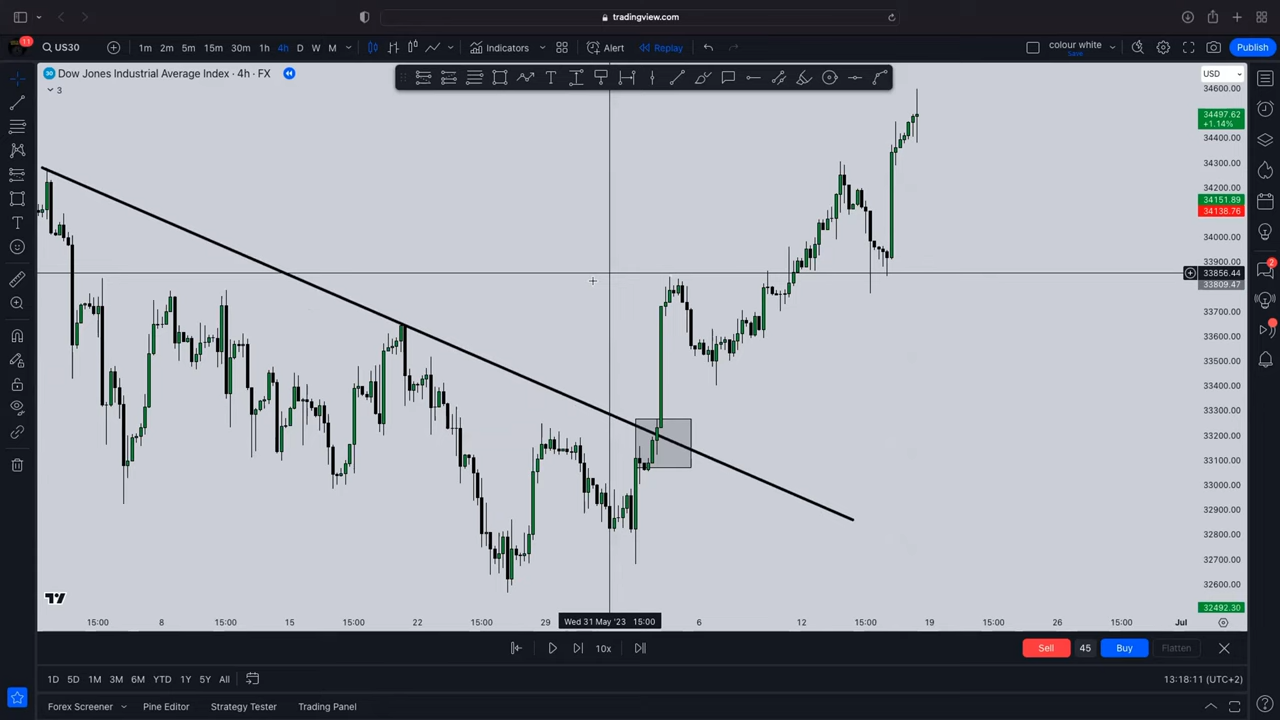 tradingview.com
11
US30
1m 2m 5m 15m 30m 1h 4h D W M
Indicators
Alert
Replay
colour white
Save
Publish
30 Dow Jones Industrial Average Index · 4h · FX
3
USD
34600.00
34497.62
+1.14%
34400.00
34300.00
34200.00
34151.89
34138.76
34000.00
33900.00
33856.44
33809.47
33700.00
33600.00
33500.00
33400.00
33300.00
33200.00
33100.00
33000.00
32900.00
32800.00
32700.00
32600.00
32492.30
2
15:00 8 15:00 15 15:00 22 15:00 29 Wed 31 May '23 15:00 6 12 15:00 19 15:00 26 15:00 Jul
10x
Sell 45 Buy Flatten
1D 5D 1M 3M 6M YTD 1Y 5Y All
13:18:11 (UTC+2)
Forex Screener Pine Editor Strategy Tester Trading Panel